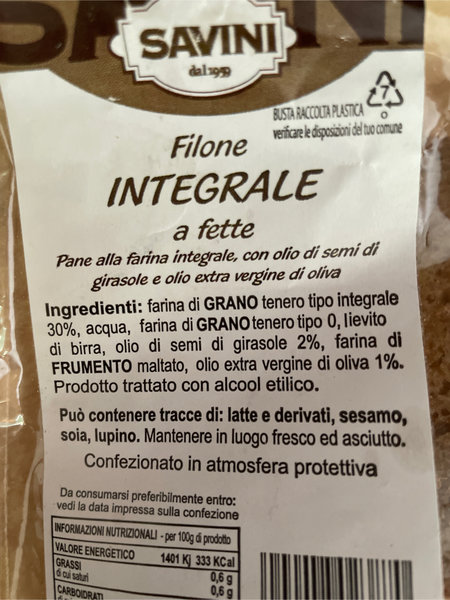 SAVINI
dal 1959
7
BUSTA RACCOLTA PLASTICA
verificare le disposizioni del tuo comune
Filone
INTEGRALE
a fette
Pane alla farina integrale, con olio di semi di
girasole e olio extra vergine di oliva
Ingredienti: farina di GRANO tenero tipo integrale
30%, acqua, farina di GRANO tenero tipo 0, lievito
di birra, olio di semi di girasole 2%, farina di
FRUMENTO maltato, olio extra vergine di oliva 1%.
Prodotto trattato con alcool etilico.
Può contenere tracce di: latte e derivati, sesamo,
soia, lupino. Mantenere in luogo fresco ed asciutto.
Confezionato in atmosfera protettiva
Da consumarsi preferibilmente entro:
vedi la data impressa sulla confezione
INFORMAZIONI NUTRIZIONALI - per 100g di prodotto
VALORE ENERGETICO 1401 Kj 333 KCal
GRASSI 0,6 g
di cui saturi 0,6 g
CARBOIDRATI